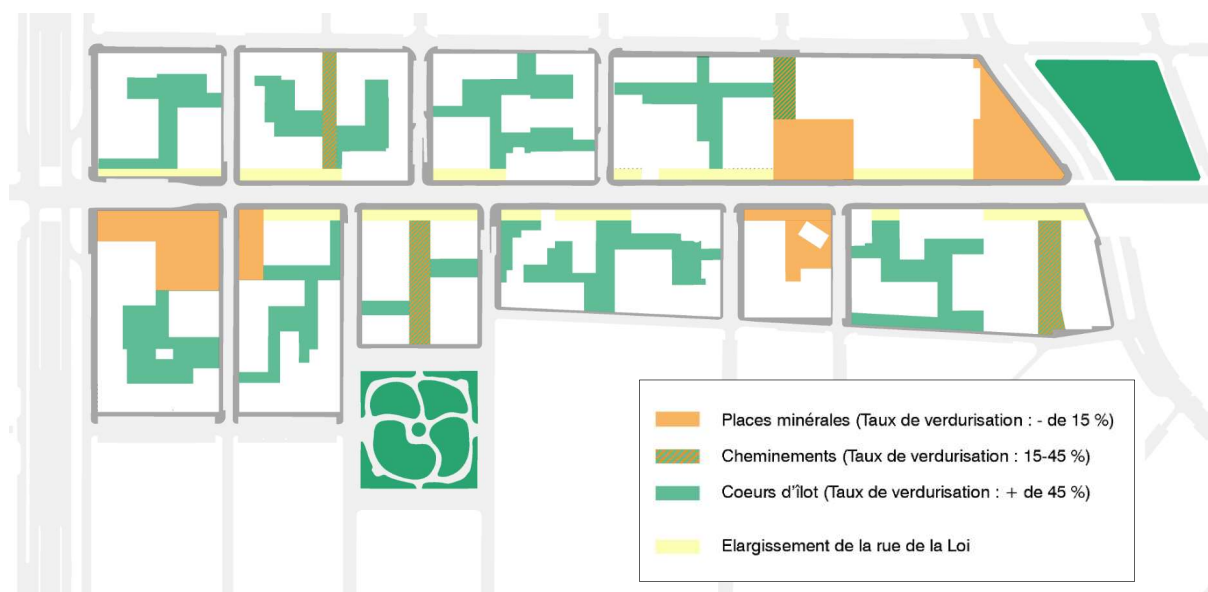 Places minérales (Taux de verdurisation : - de 15 %)
Cheminements (Taux de verdurisation : 15-45 %)
Coeurs d'îlot (Taux de verdurisation : + de 45 %)
Elargissement de la rue de la Loi